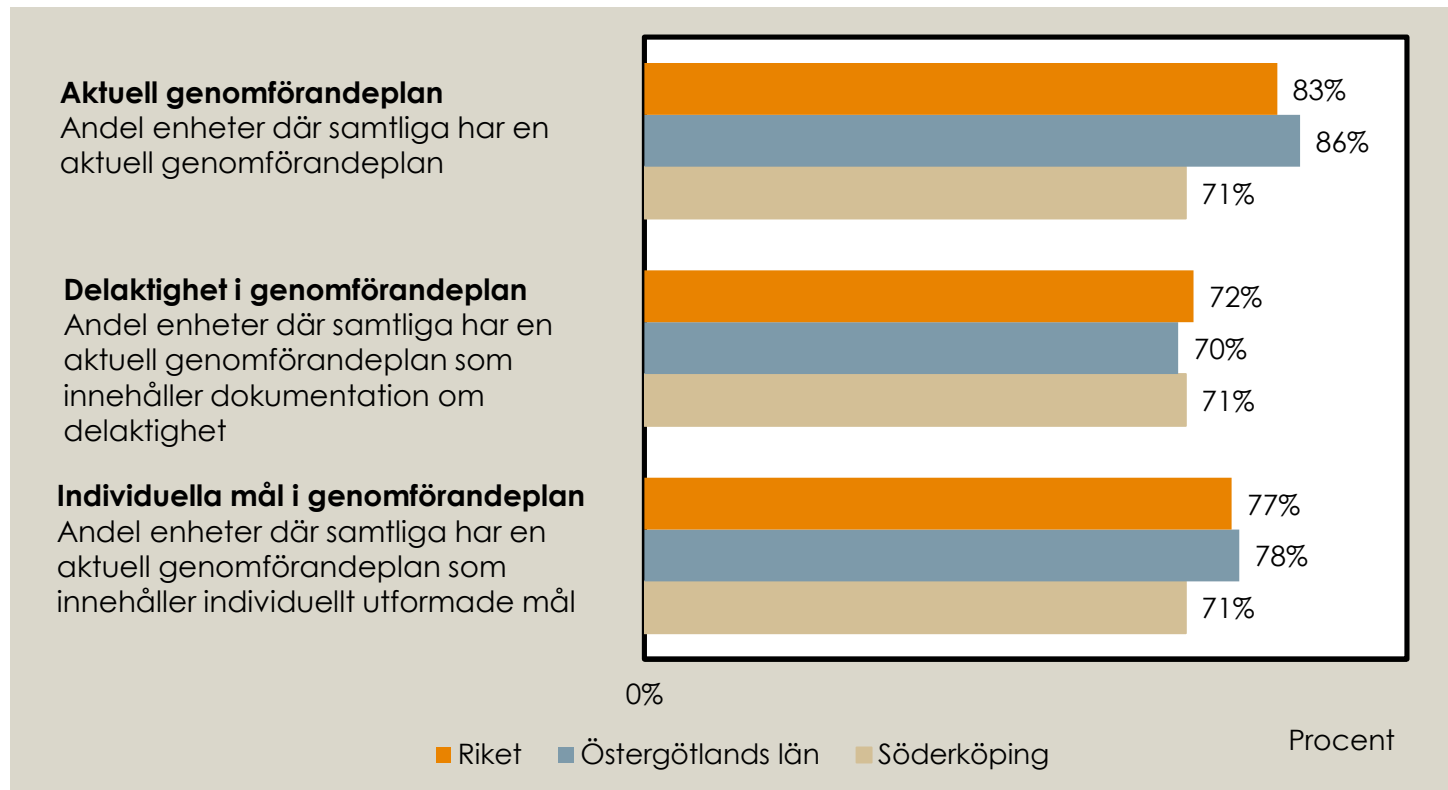 Aktuell genomförandeplan
Andel enheter där samtliga har en
aktuell genomförandeplan
83%
86%
71%
Delaktighet i genomförandeplan
Andel enheter där samtliga har en
aktuell genomförandeplan som
innehåller dokumentation om
delaktighet
72%
70%
71%
Individuella mål i genomförandeplan
Andel enheter där samtliga har en
aktuell genomförandeplan som
innehåller individuellt utformade mål
77%
78%
71%
0%
Procent
Riket Östergötlands län Söderköping